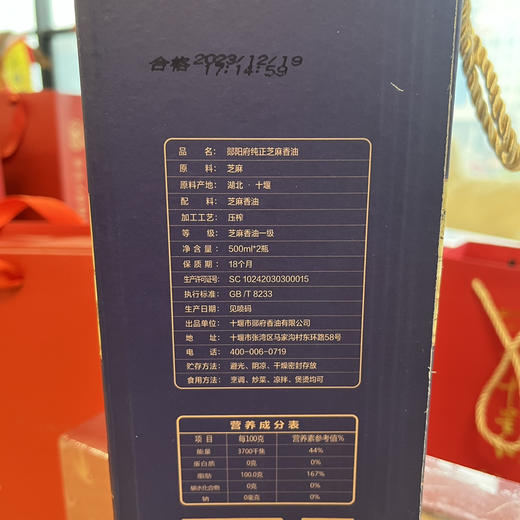 合格 2023/12/19
17:14:59
品 名： 郧阳府纯正芝麻香油
原 料： 芝麻
原料产地： 湖北·十堰
配 料： 芝麻香油
加工工艺： 压榨
等 级： 芝麻香油一级
净 含 量： 500ml*2瓶
保 质 期： 18个月
生产许可证号： SC 10242030300015
执行标准： GB /T 8233
生产日期： 见喷码
出品单位： 十堰市郧府香油有限公司
地 址： 十堰市张湾区马家沟村东环路58号
电 话： 400-006-0719
贮存方法： 避光、阴凉、干燥密封存放
食用方法： 烹调、炒菜、凉拌、煲烫均可
营养成分表
项目 每100克 营养素参考值%
能量 3700千焦 44%
蛋白质 0克 0%
脂肪 100.0克 167%
碳水化合物 0克 0%
钠 0毫克 0%